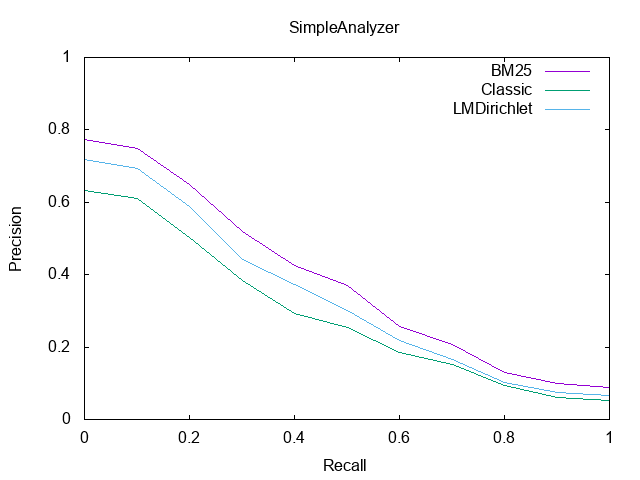 SimpleAnalyzer
BM25
Classic
LMDirichlet
Precision
1
0.8
0.6
0.4
0.2
0
0 0.2 0.4 0.6 0.8 1
Recall